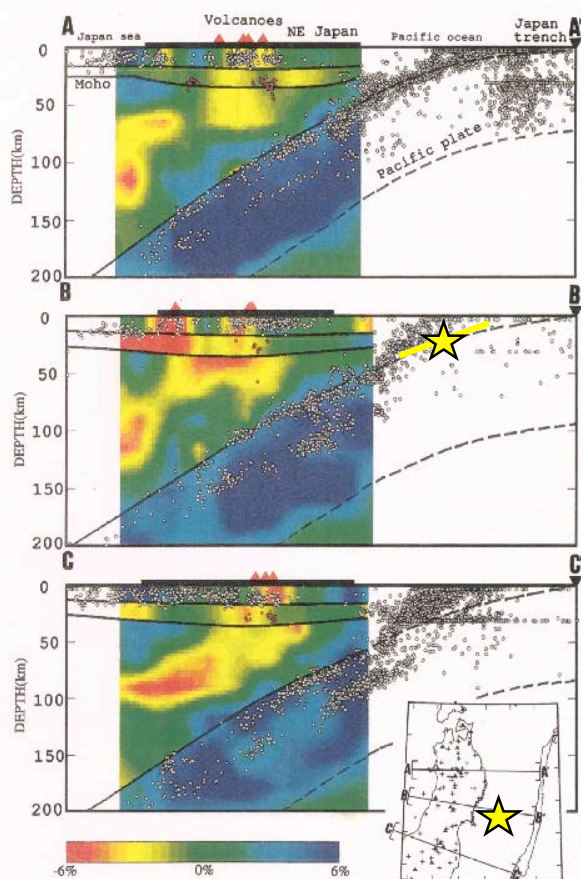 A Volcanoes A'
Japan sea NE Japan Pacific ocean Japan trench
0
Moho
50
100
150
200
DEPTH(km)
Pacific plate
B B'
0
50
100
150
200
DEPTH(km)
C C'
0
50
100
150
200
DEPTH(km)
A A'
B B'
C C'
-6% 0% 6%